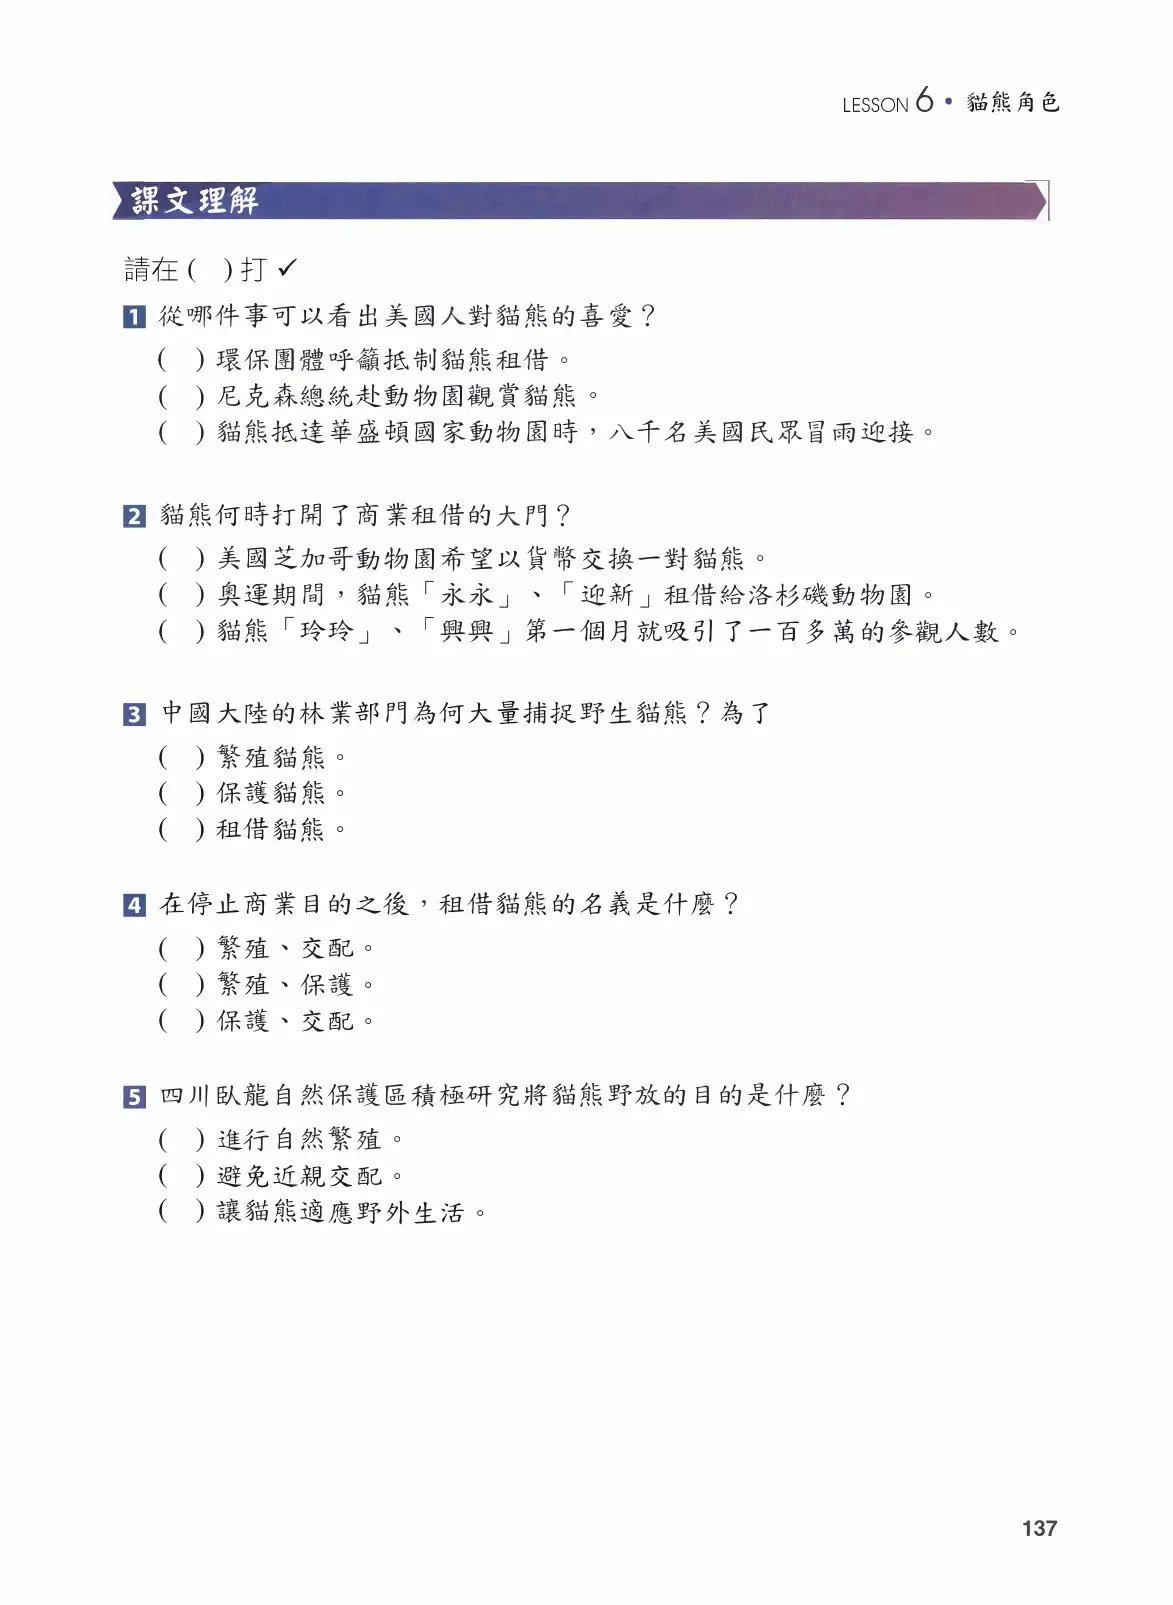 LESSON 6 • 貓熊角色
課文理解
請在 ( ) 打 ✓
1 從哪件事可以看出美國人對貓熊的喜愛？
( ) 環保團體呼籲抵制貓熊租借。
( ) 尼克森總統赴動物園觀賞貓熊。
( ) 貓熊抵達華盛頓國家動物園時，八千名美國民眾冒雨迎接。
2 貓熊何時打開了商業租借的大門？
( ) 美國芝加哥動物園希望以貨幣交換一對貓熊。
( ) 奧運期間，貓熊「永永」、「迎新」租借給洛杉磯動物園。
( ) 貓熊「玲玲」、「興興」第一個月就吸引了一百多萬的參觀人數。
3 中國大陸的林業部門為何大量捕捉野生貓熊？為了
( ) 繁殖貓熊。
( ) 保護貓熊。
( ) 租借貓熊。
4 在停止商業目的之後，租借貓熊的名義是什麼？
( ) 繁殖、交配。
( ) 繁殖、保護。
( ) 保護、交配。
5 四川臥龍自然保護區積極研究將貓熊野放的目的是什麼？
( ) 進行自然繁殖。
( ) 避免近親交配。
( ) 讓貓熊適應野外生活。
137